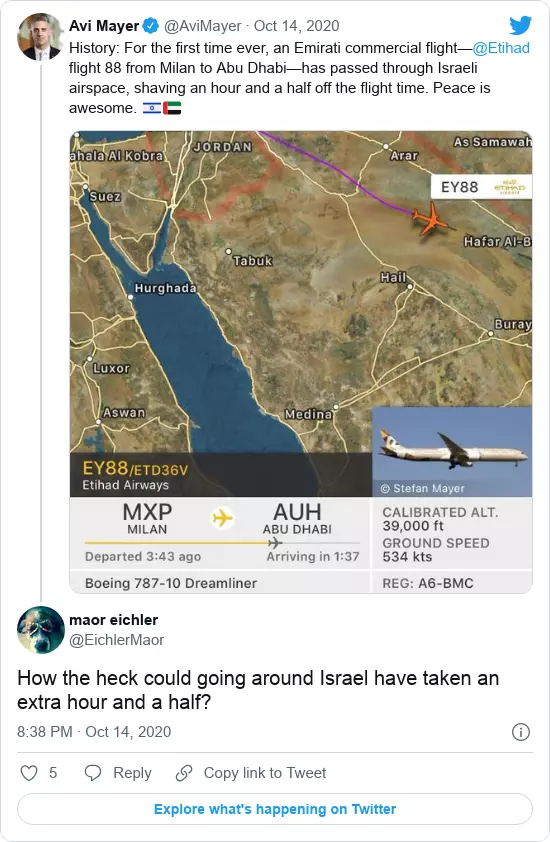 Avi Mayer @AviMayer · Oct 14, 2020
History: For the first time ever, an Emirati commercial flight—@Etihad
flight 88 from Milan to Abu Dhabi—has passed through Israeli
airspace, shaving an hour and a half off the flight time. Peace is
awesome. 🇮🇱🇦🇪
JORDAN
As Samawah
ahala Al Kobra
Arar
EY88
ETIHAD
Suez
Hafar Al-B
Tabuk
Hail
Hurghada
Buray
Luxor
Aswan
Medina
EY88/ETD36V
Etihad Airways
© Stefan Mayer
MXP
MILAN
AUH
ABU DHABI
Departed 3:43 ago
Arriving in 1:37
CALIBRATED ALT.
39,000 ft
GROUND SPEED
534 kts
Boeing 787-10 Dreamliner
REG: A6-BMC
maor eichler
@EichlerMaor
How the heck could going around Israel have taken an
extra hour and a half?
8:38 PM · Oct 14, 2020
5 Reply Copy link to Tweet
Explore what's happening on Twitter